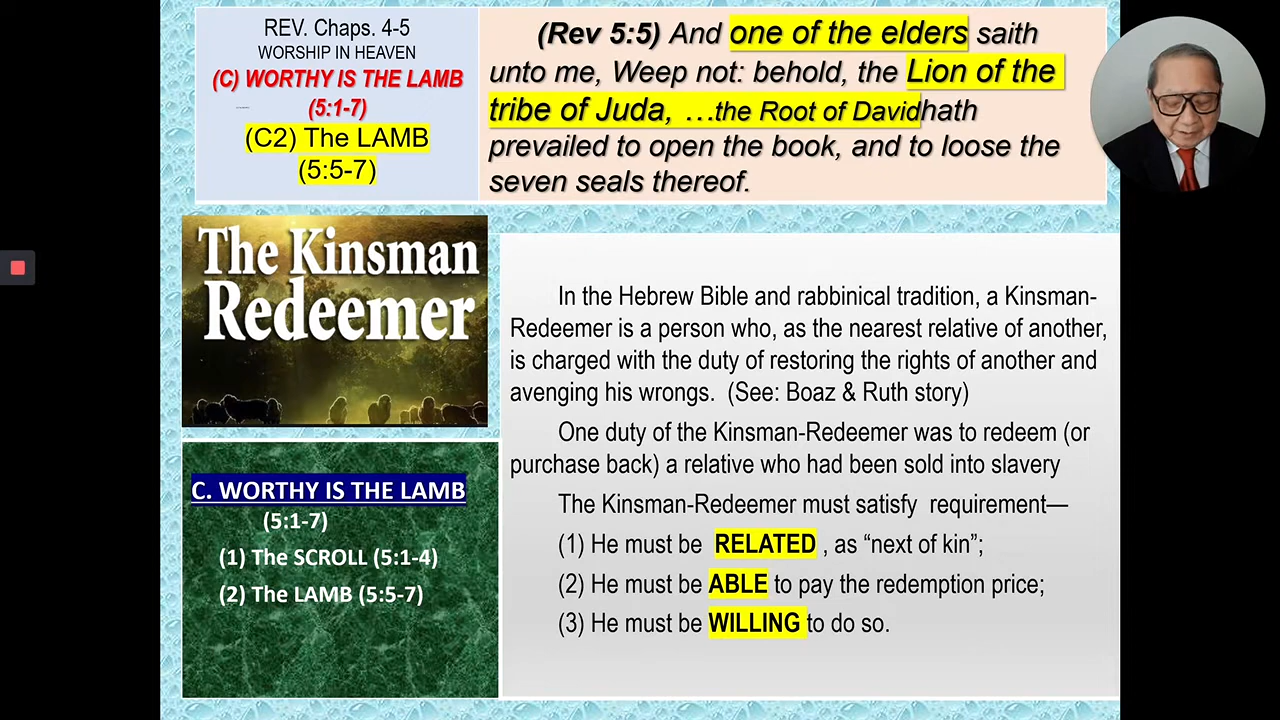 REV. Chaps. 4-5
WORSHIP IN HEAVEN
(C) WORTHY IS THE LAMB
(5:1-7)
(C2) The LAMB
(5:5-7)
(Rev 5:5) And one of the elders saith
unto me, Weep not: behold, the Lion of the
tribe of Juda, …the Root of Davidhath
prevailed to open the book, and to loose the
seven seals thereof.
The Kinsman
Redeemer
In the Hebrew Bible and rabbinical tradition, a Kinsman-
Redeemer is a person who, as the nearest relative of another,
is charged with the duty of restoring the rights of another and
avenging his wrongs. (See: Boaz & Ruth story)
One duty of the Kinsman-Redeemer was to redeem (or
purchase back) a relative who had been sold into slavery
The Kinsman-Redeemer must satisfy requirement—
(1) He must be RELATED , as “next of kin”;
(2) He must be ABLE to pay the redemption price;
(3) He must be WILLING to do so.
C. WORTHY IS THE LAMB
(5:1-7)
(1) The SCROLL (5:1-4)
(2) The LAMB (5:5-7)